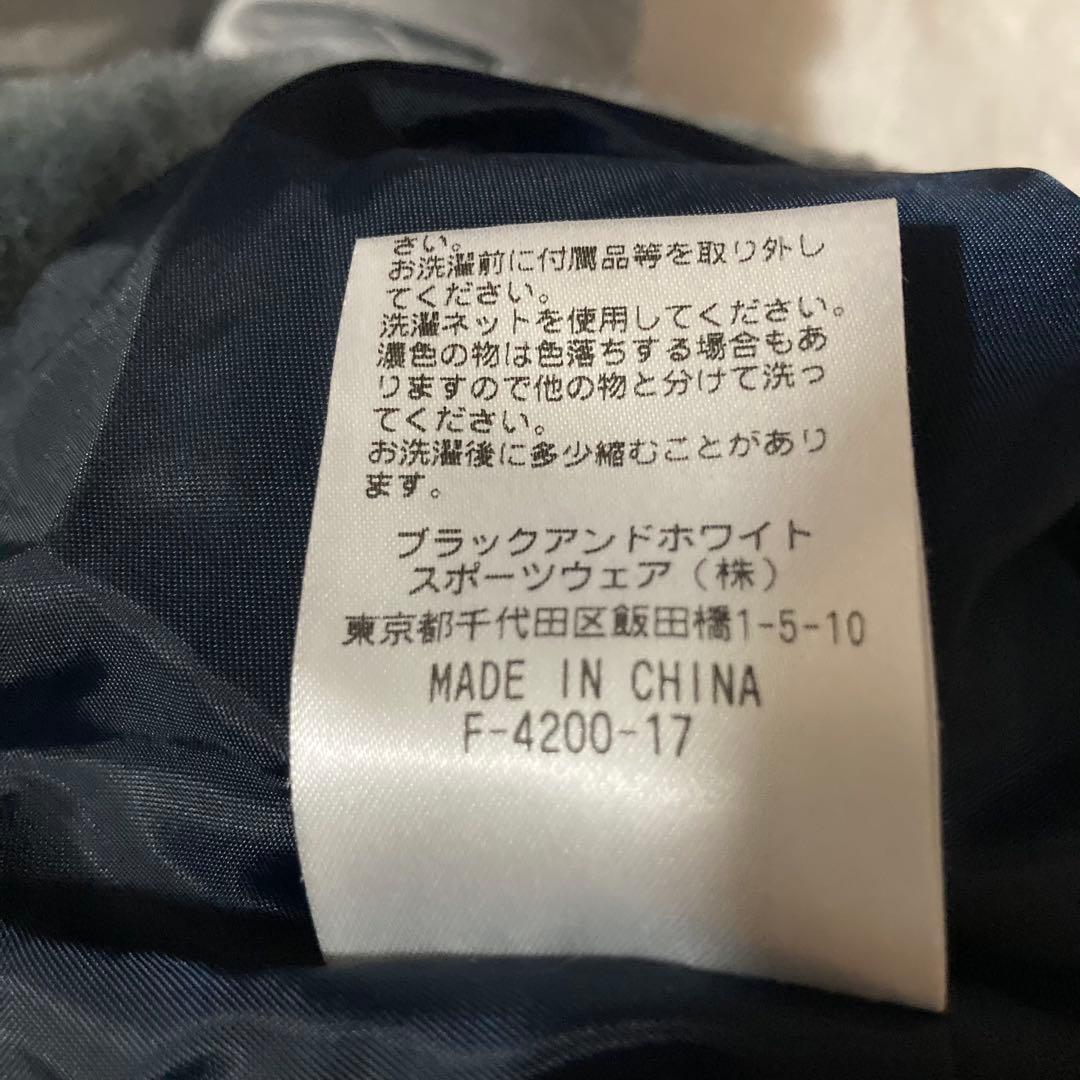 さい。
お洗濯前に付属品等を取り外し
てください。
洗濯ネットを使用してください。
濃色の物は色落ちする場合もあ
りますので他の物と分けて洗っ
てください。
お洗濯後に多少縮むことがあり
ます。
ブラックアンドホワイト
スポーツウェア(株)
東京都千代田区飯田橋1-5-10
MADE IN CHINA
F-4200-17